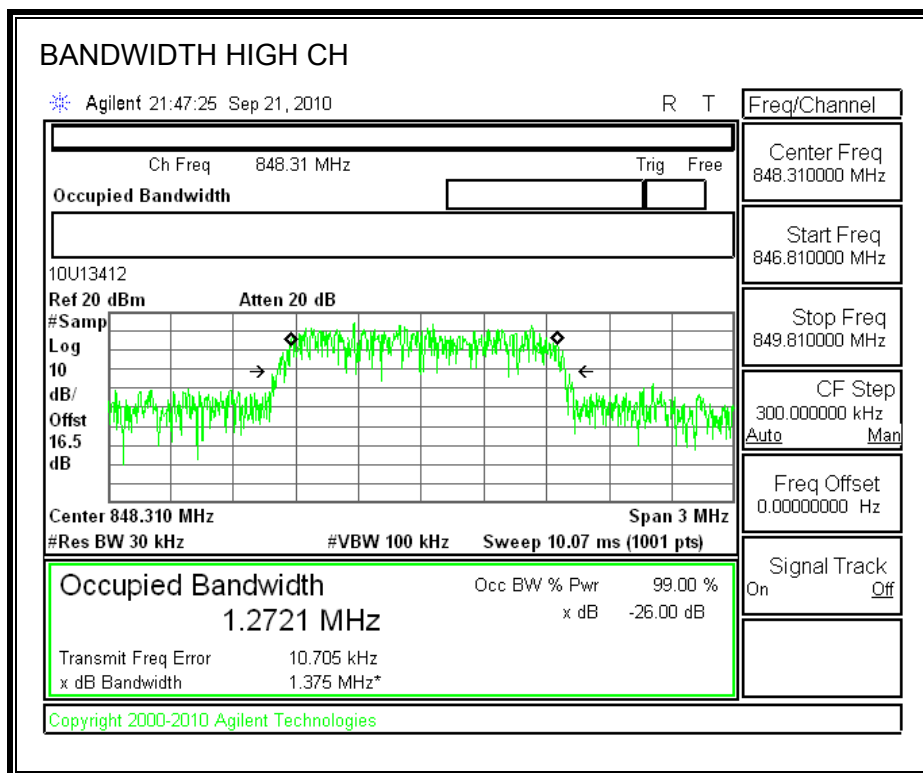 BANDWIDTH HIGH CH
Agilent 21:47:25 Sep 21, 2010 R T
Freq/Channel
Ch Freq 848.31 MHz Trig Free
Occupied Bandwidth
Center Freq
848.310000 MHz
Start Freq
846.810000 MHz
10U13412
Ref 20 dBm Atten 20 dB
#Samp
Log
10
dB/
Offst
16.5
dB
Stop Freq
849.810000 MHz
CF Step
300.000000 kHz
Auto Man
Freq Offset
0.00000000 Hz
Center 848.310 MHz Span 3 MHz
#Res BW 30 kHz #VBW 100 kHz Sweep 10.07 ms (1001 pts)
Signal Track
On Off
Occupied Bandwidth Occ BW % Pwr 99.00 %
1.2721 MHz x dB -26.00 dB
Transmit Freq Error 10.705 kHz
x dB Bandwidth 1.375 MHz*
Copyright 2000-2010 Agilent Technologies